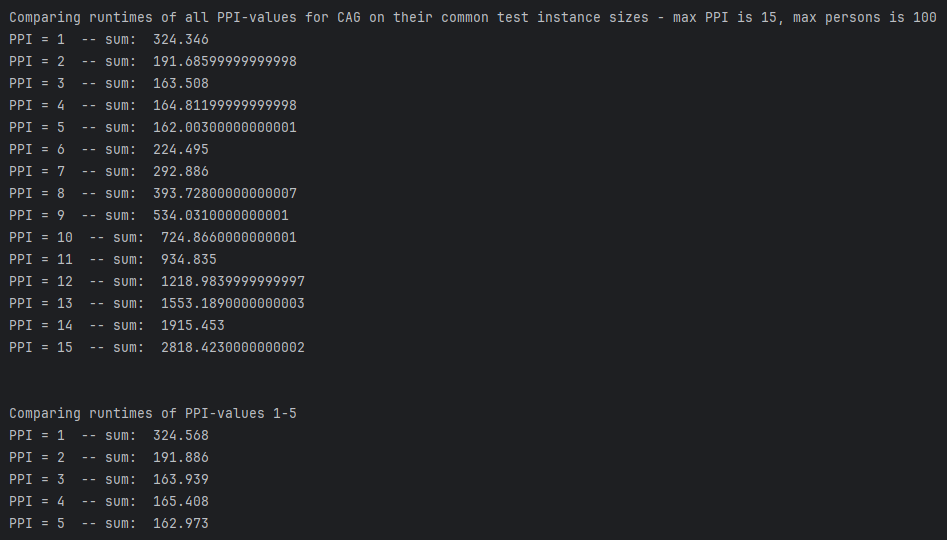 Comparing runtimes of all PPI-values for CAG on their common test instance sizes - max PPI is 15, max persons is 100
PPI = 1  -- sum:  324.346
PPI = 2  -- sum:  191.68599999999998
PPI = 3  -- sum:  163.508
PPI = 4  -- sum:  164.81199999999998
PPI = 5  -- sum:  162.00300000000001
PPI = 6  -- sum:  224.495
PPI = 7  -- sum:  292.886
PPI = 8  -- sum:  393.72800000000007
PPI = 9  -- sum:  534.0310000000001
PPI = 10  -- sum:  724.8660000000001
PPI = 11  -- sum:  934.835
PPI = 12  -- sum:  1218.9839999999997
PPI = 13  -- sum:  1553.1890000000003
PPI = 14  -- sum:  1915.453
PPI = 15  -- sum:  2818.4230000000002
Comparing runtimes of PPI-values 1-5
PPI = 1  -- sum:  324.568
PPI = 2  -- sum:  191.886
PPI = 3  -- sum:  163.939
PPI = 4  -- sum:  165.408
PPI = 5  -- sum:  162.973